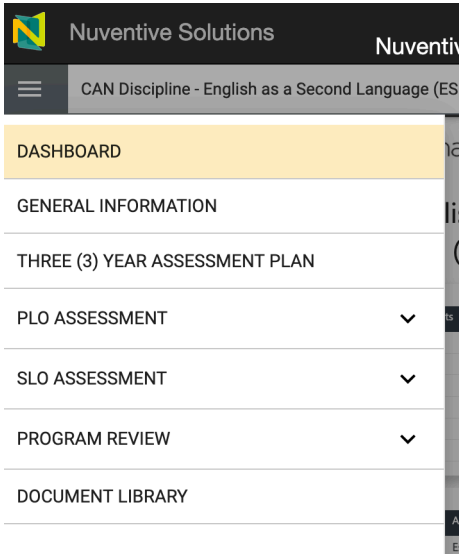 Nuventive Solutions
CAN Discipline - English as a Second Language (ES
DASHBOARD
GENERAL INFORMATION
THREE (3) YEAR ASSESSMENT PLAN
PLO ASSESSMENT
SLO ASSESSMENT
PROGRAM REVIEW
DOCUMENT LIBRARY